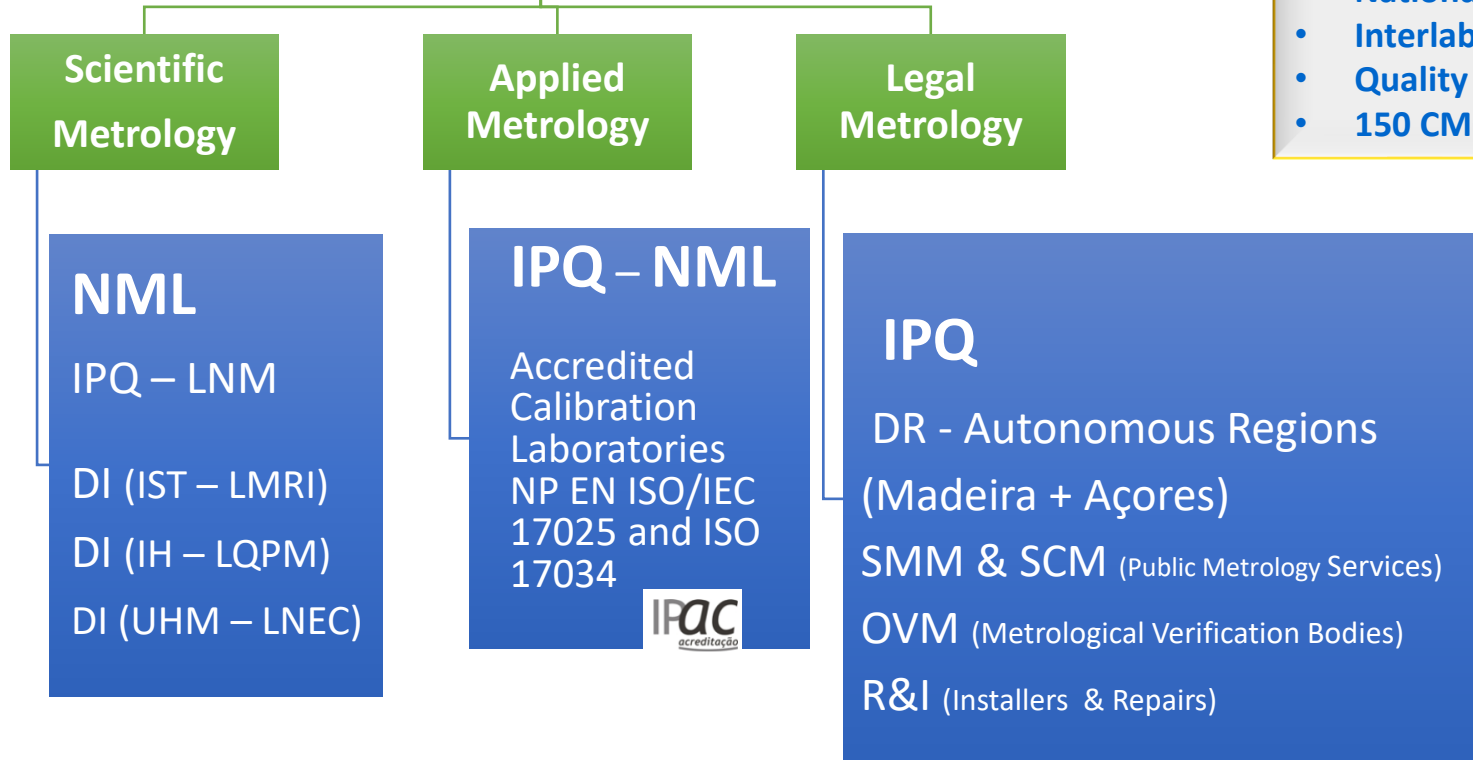 Scientific
Metrology
Applied
Metrology
Legal
Metrology
• Interlab
• Quality
• 150 CM
NML
IPQ – LNM
DI (IST – LMRI)
DI (IH – LQPM)
DI (UHM – LNEC)
IPQ – NML
Accredited
Calibration
Laboratories
NP EN ISO/IEC
17025 and ISO
17034
IPAC
acreditação
IPQ
DR - Autonomous Regions
(Madeira + Açores)
SMM & SCM (Public Metrology Services)
OVM (Metrological Verification Bodies)
R&I (Installers & Repairs)